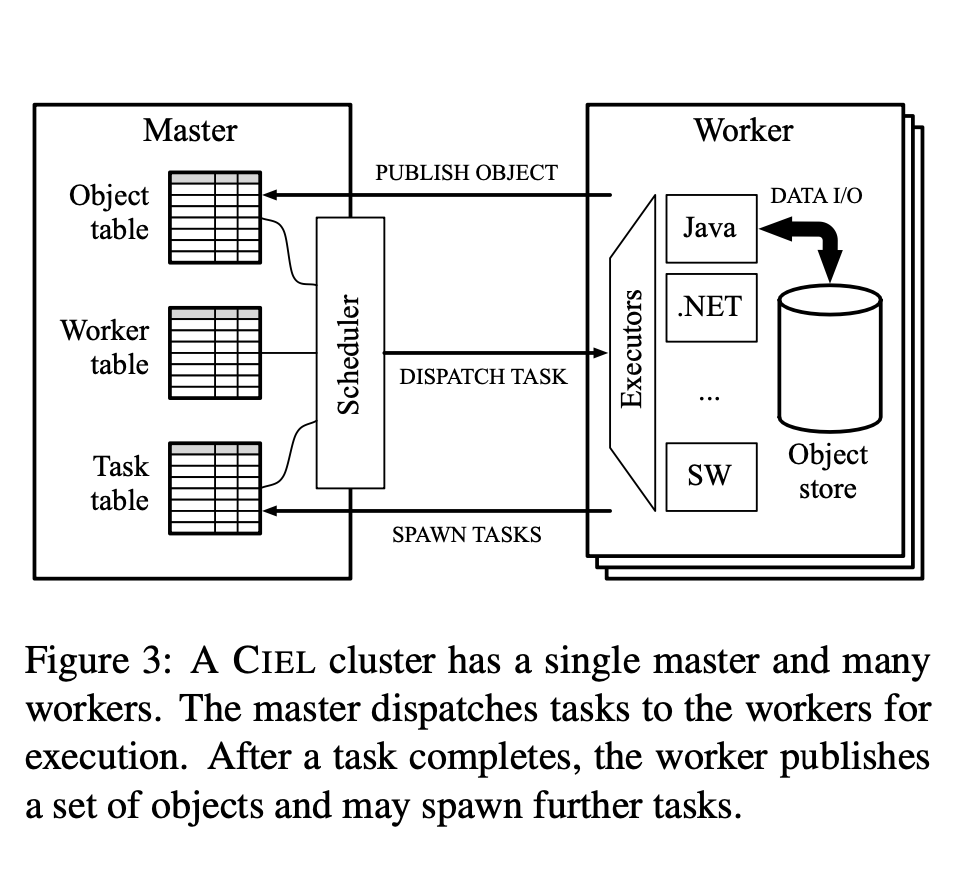 Master
Worker
Object
table
PUBLISH OBJECT
Java
DATA I/O
.NET
Worker
table
Scheduler
DISPATCH TASK
Executors
...
Task
table
SW
Object
store
SPAWN TASKS
Figure 3: A CIEL cluster has a single master and many
workers. The master dispatches tasks to the workers for
execution. After a task completes, the worker publishes
a set of objects and may spawn further tasks.